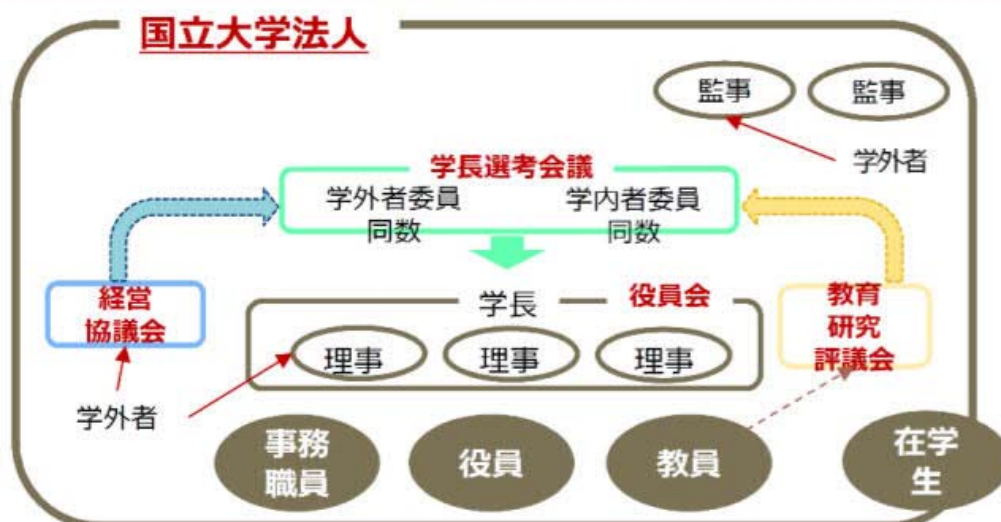 国立大学法人
監事
監事
学外者
学長選考会議
学外者委員
同数
学内者委員
同数
経営
協議会
学長
役員会
教育
研究
評議会
理事
理事
理事
学外者
事務
職員
役員
教員
在学
生